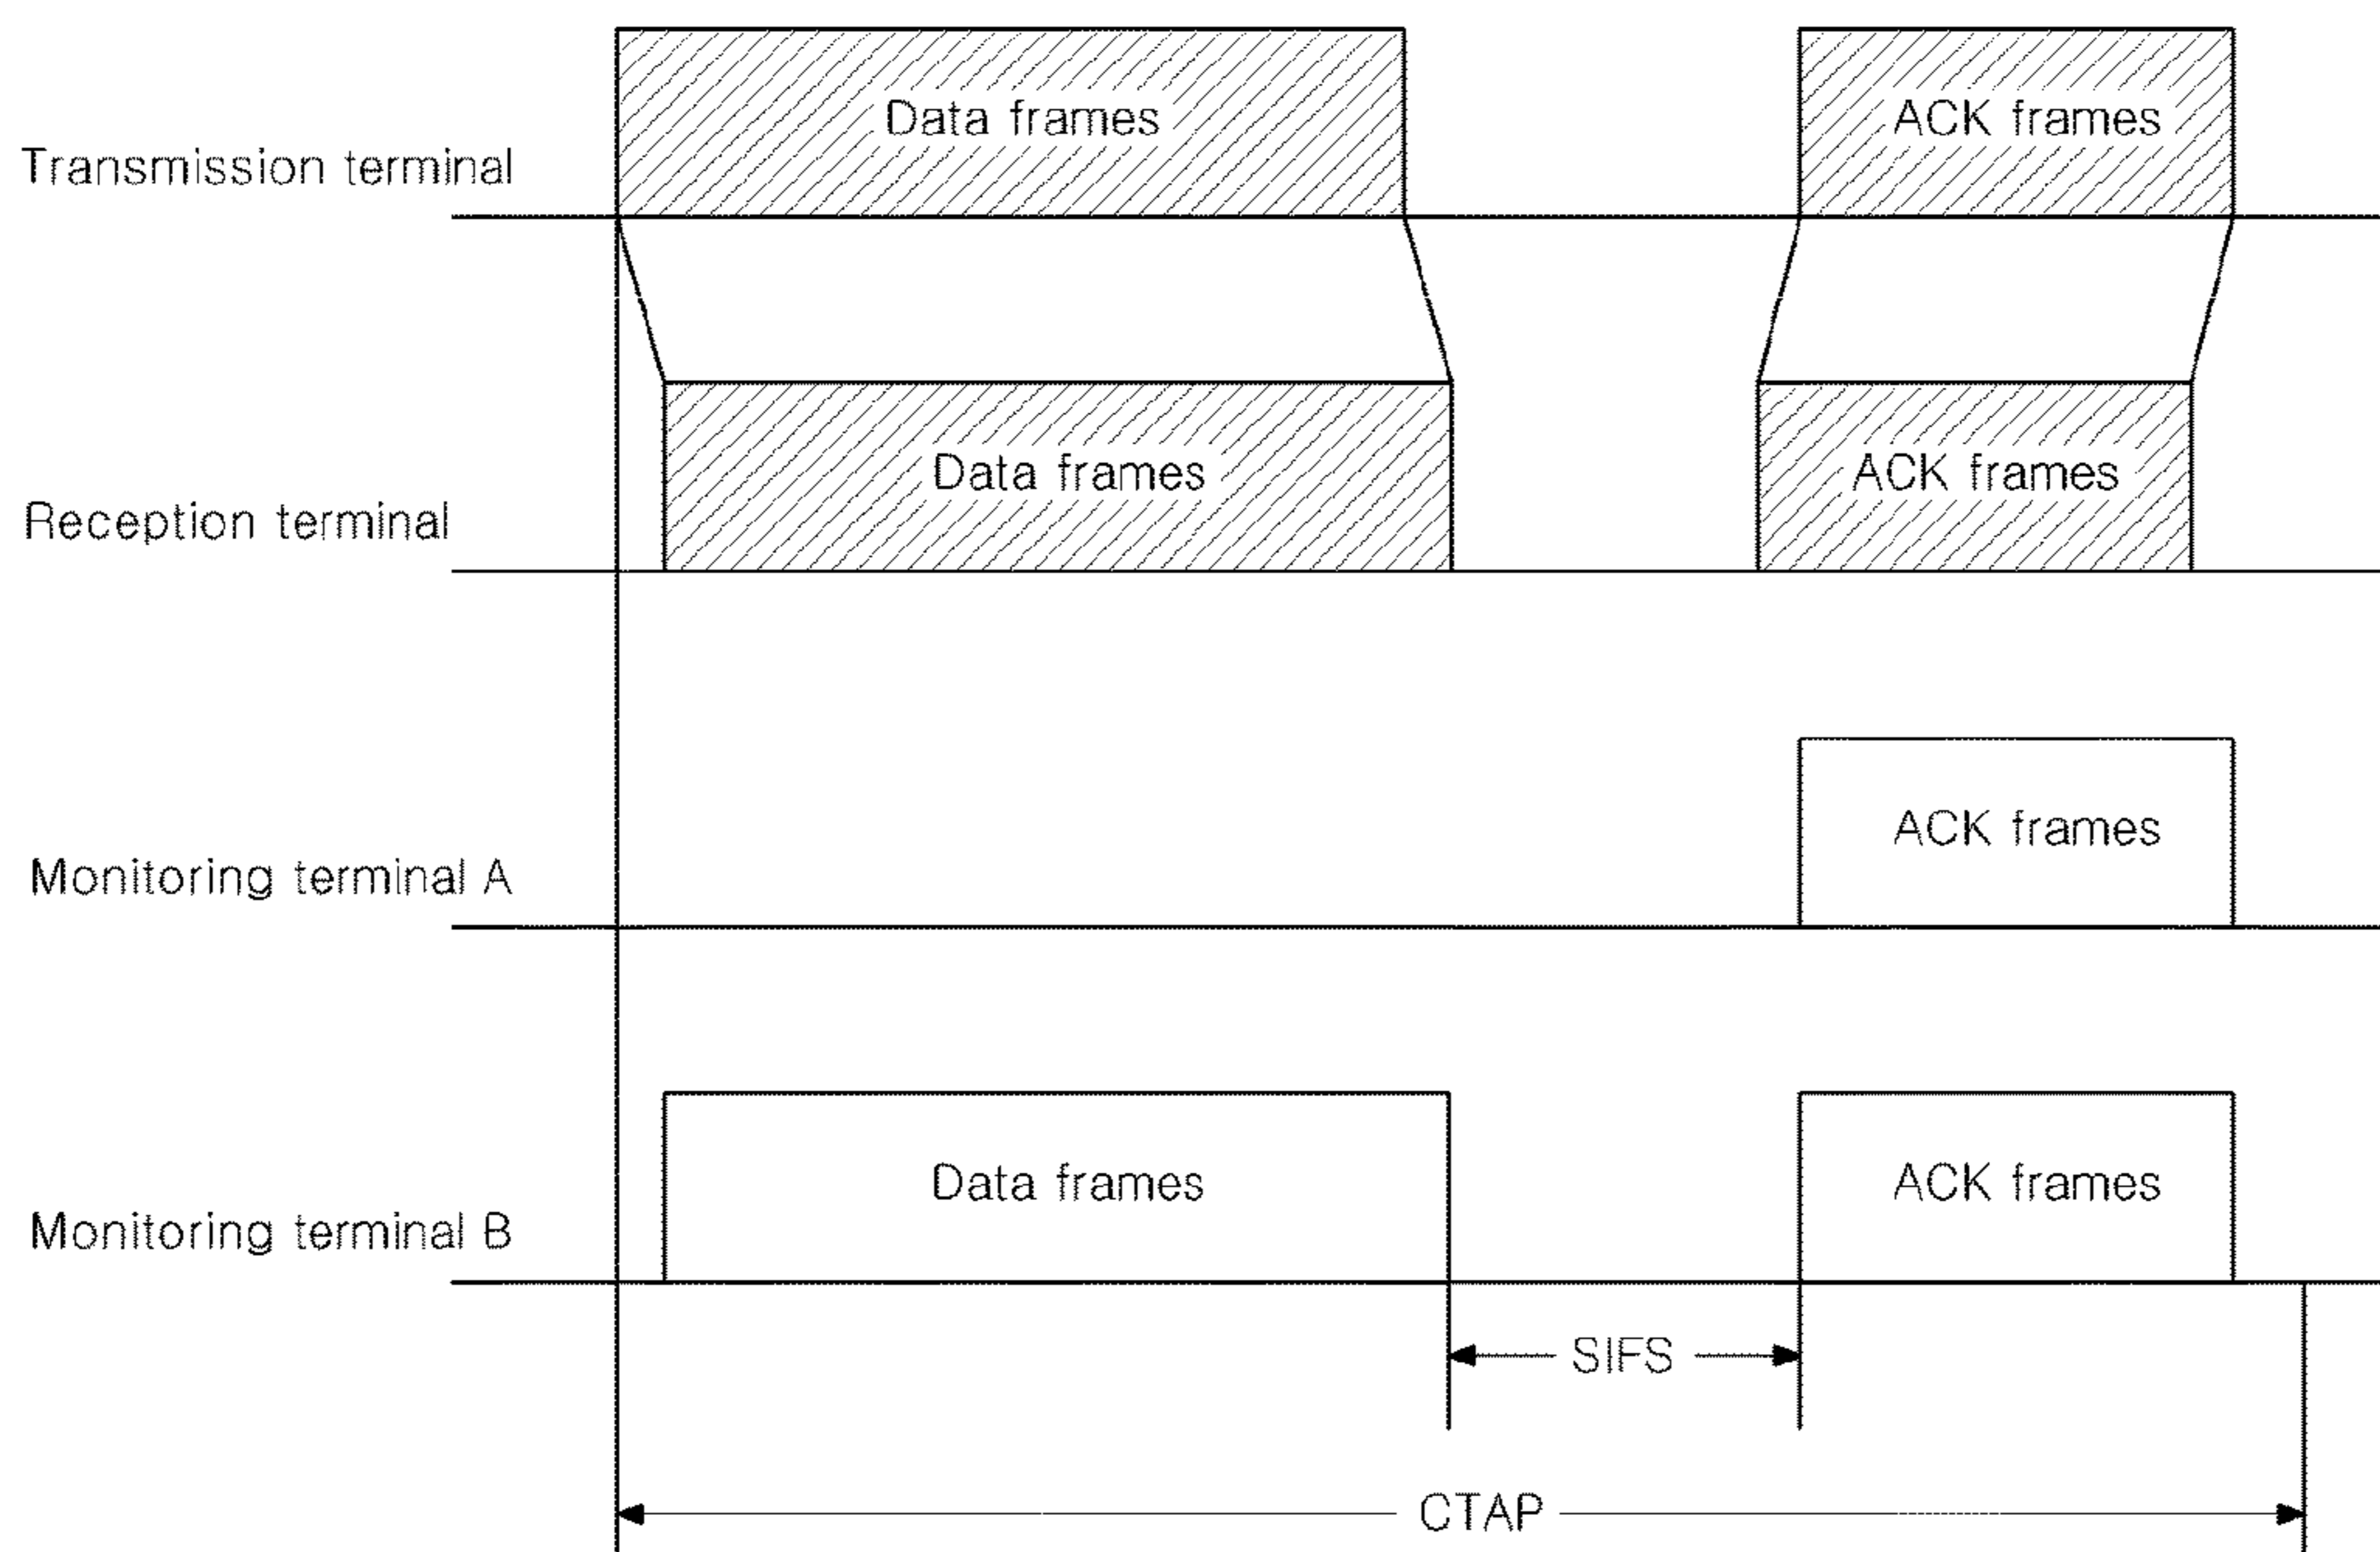 Data frames
ACK frames
Transmission terminal
Data frames
ACK frames
Reception terminal
ACK frames
Monitoring terminal A
Data frames
ACK frames
Monitoring terminal B
SIFS
CTAP